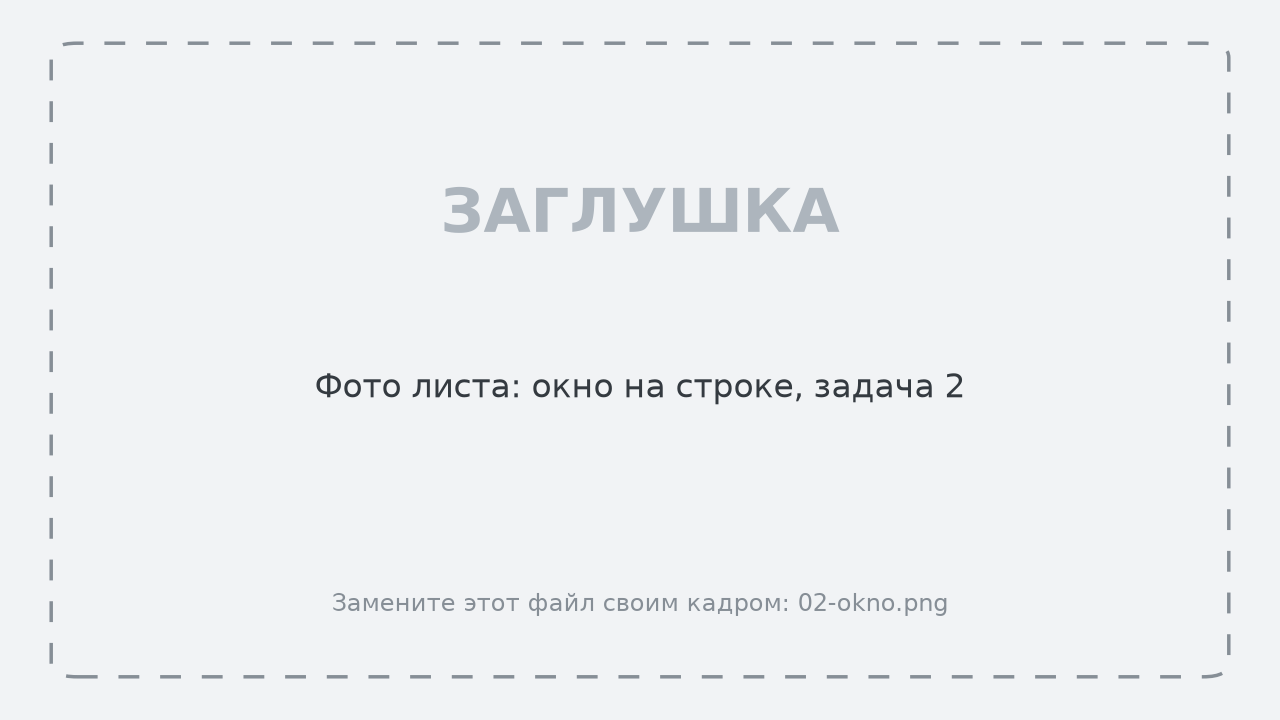 ЗАГЛУШКА
Фото листа: окно на строке, задача 2
Замените этот файл своим кадром: 02-okno.png